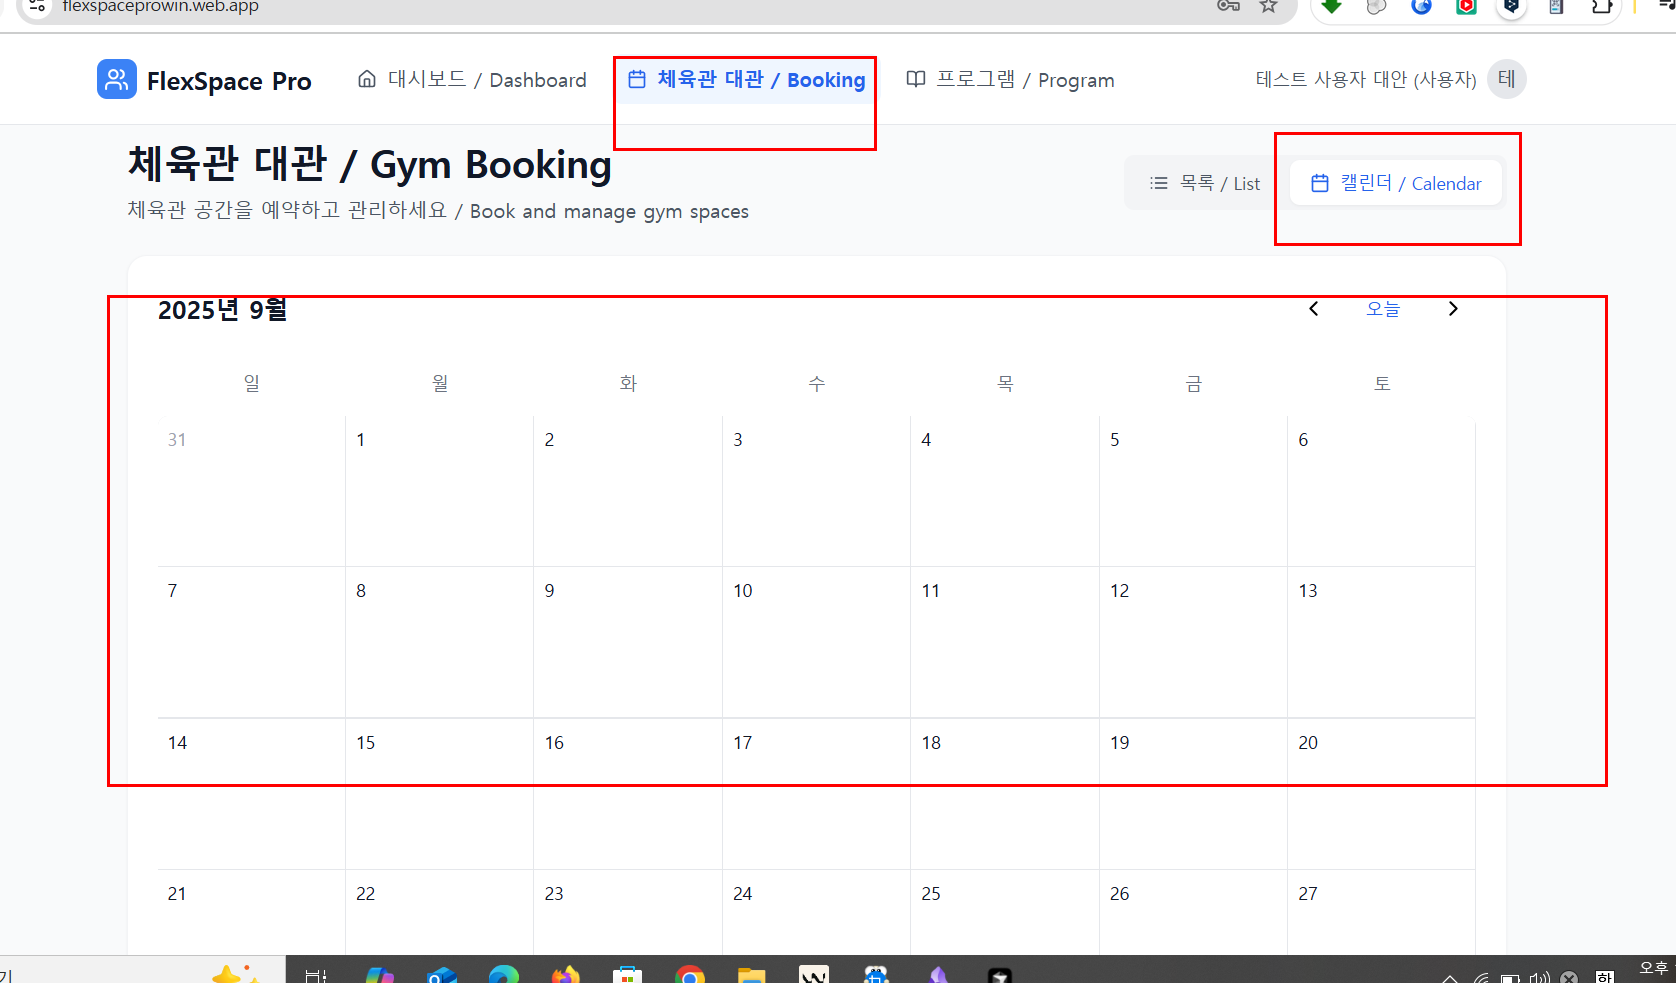 flexspaceprowin.web.app
FlexSpace Pro
대시보드 / Dashboard
체육관 대관 / Booking
프로그램 / Program
테스트 사용자 대안 (사용자)
테
체육관 대관 / Gym Booking
체육관 공간을 예약하고 관리하세요 / Book and manage gym spaces
목록 / List
캘린더 / Calendar
2025년 9월
오늘
일 월 화 수 목 금 토
31 1 2 3 4 5 6
7 8 9 10 11 12 13
14 15 16 17 18 19 20
21 22 23 24 25 26 27
기
한
오후